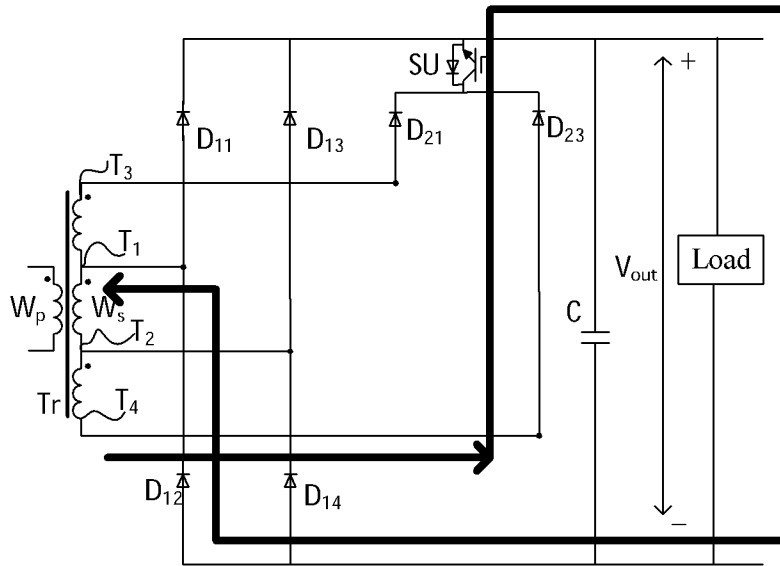 SU
+
D11
D13
D21
D23
T3
T1
Vout
Load
Wp
Ws
C
T2
Tr
T4
D12
D14
−